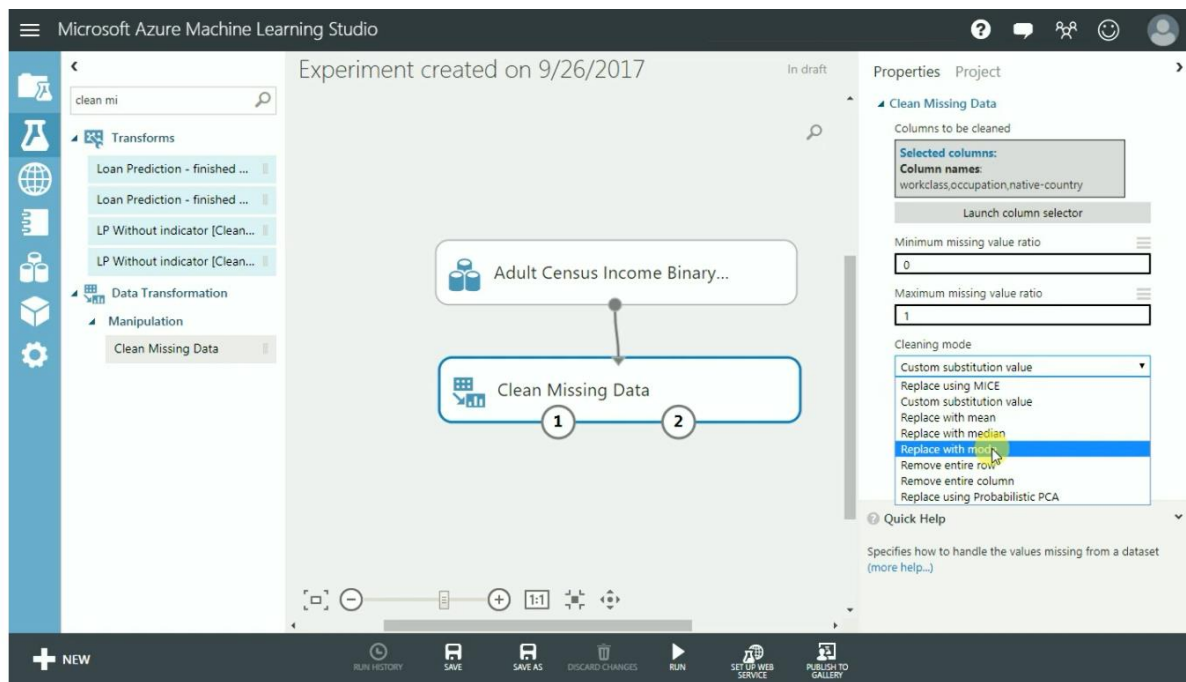 Microsoft Azure Machine Learning Studio
clean mi
Transforms
Loan Prediction - finished ...
Loan Prediction - finished ...
LP Without indicator [Clean...
LP Without indicator [Clean...
Data Transformation
Manipulation
Clean Missing Data
Experiment created on 9/26/2017
In draft
Adult Census Income Binary...
Clean Missing Data
1
2
1:1
Properties Project
Clean Missing Data
Columns to be cleaned
Selected columns:
Column names:
workclass,occupation,native-country
Launch column selector
Minimum missing value ratio
0
Maximum missing value ratio
1
Cleaning mode
Custom substitution value
Replace using MICE
Custom substitution value
Replace with mean
Replace with median
Replace with mode
Remove entire row
Remove entire column
Replace using Probabilistic PCA
Quick Help
Specifies how to handle the values missing from a dataset
(more help...)
NEW
RUN HISTORY
SAVE
SAVE AS
DISCARD CHANGES
RUN
SET UP WEB
SERVICE
PUBLISH TO
GALLERY